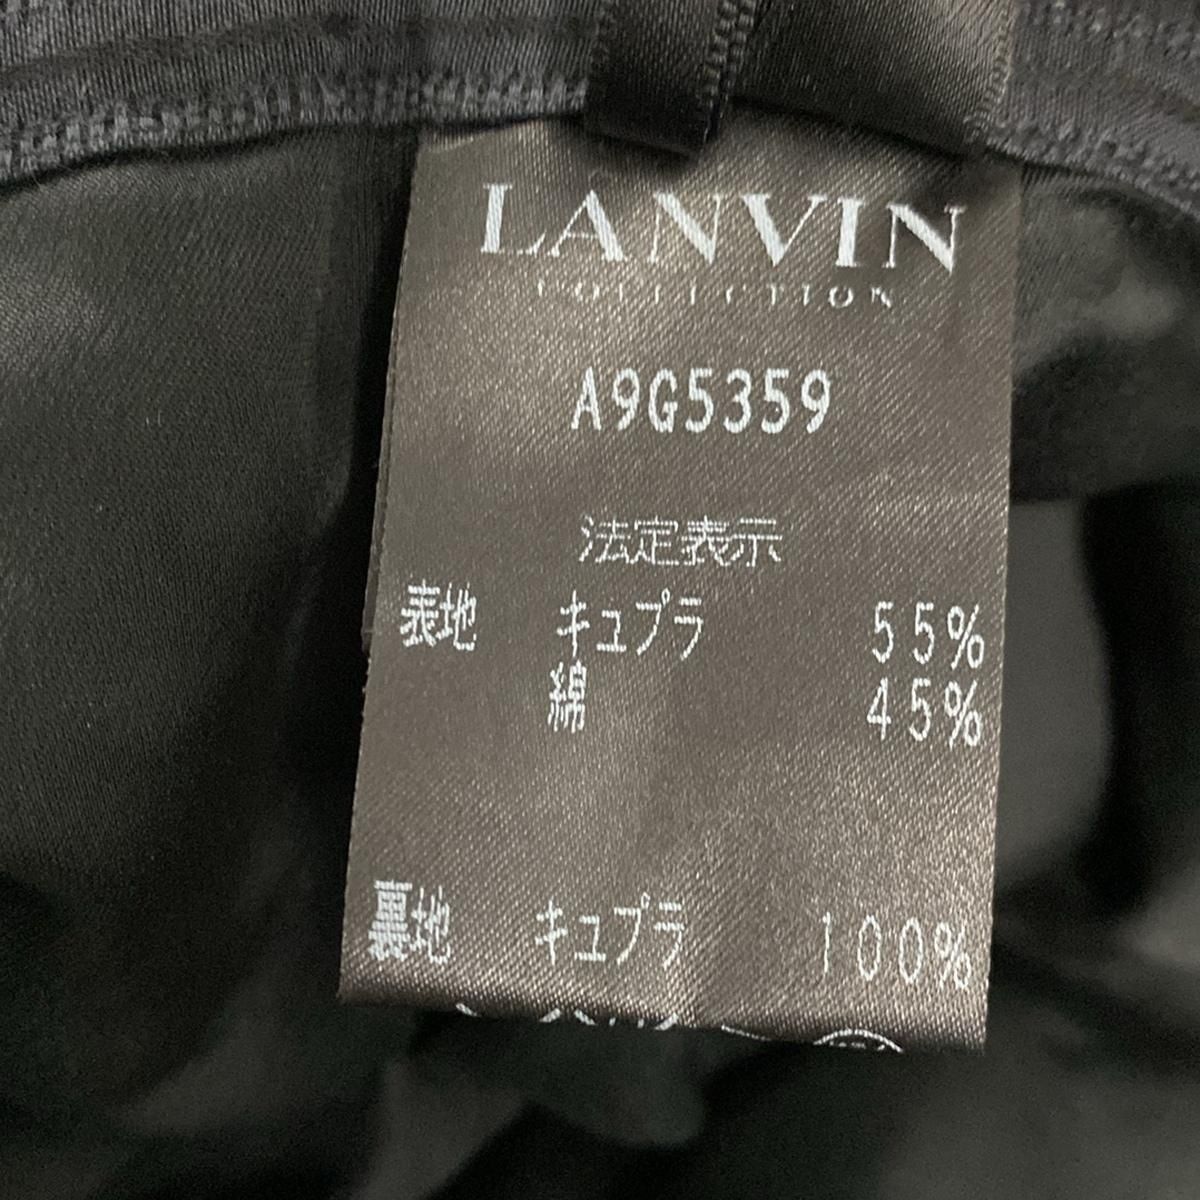 LANVIN
COLLECTION
A9G5359
法定表示
表地 キュプラ 55%
綿 45%
裏地 キュプラ 100%